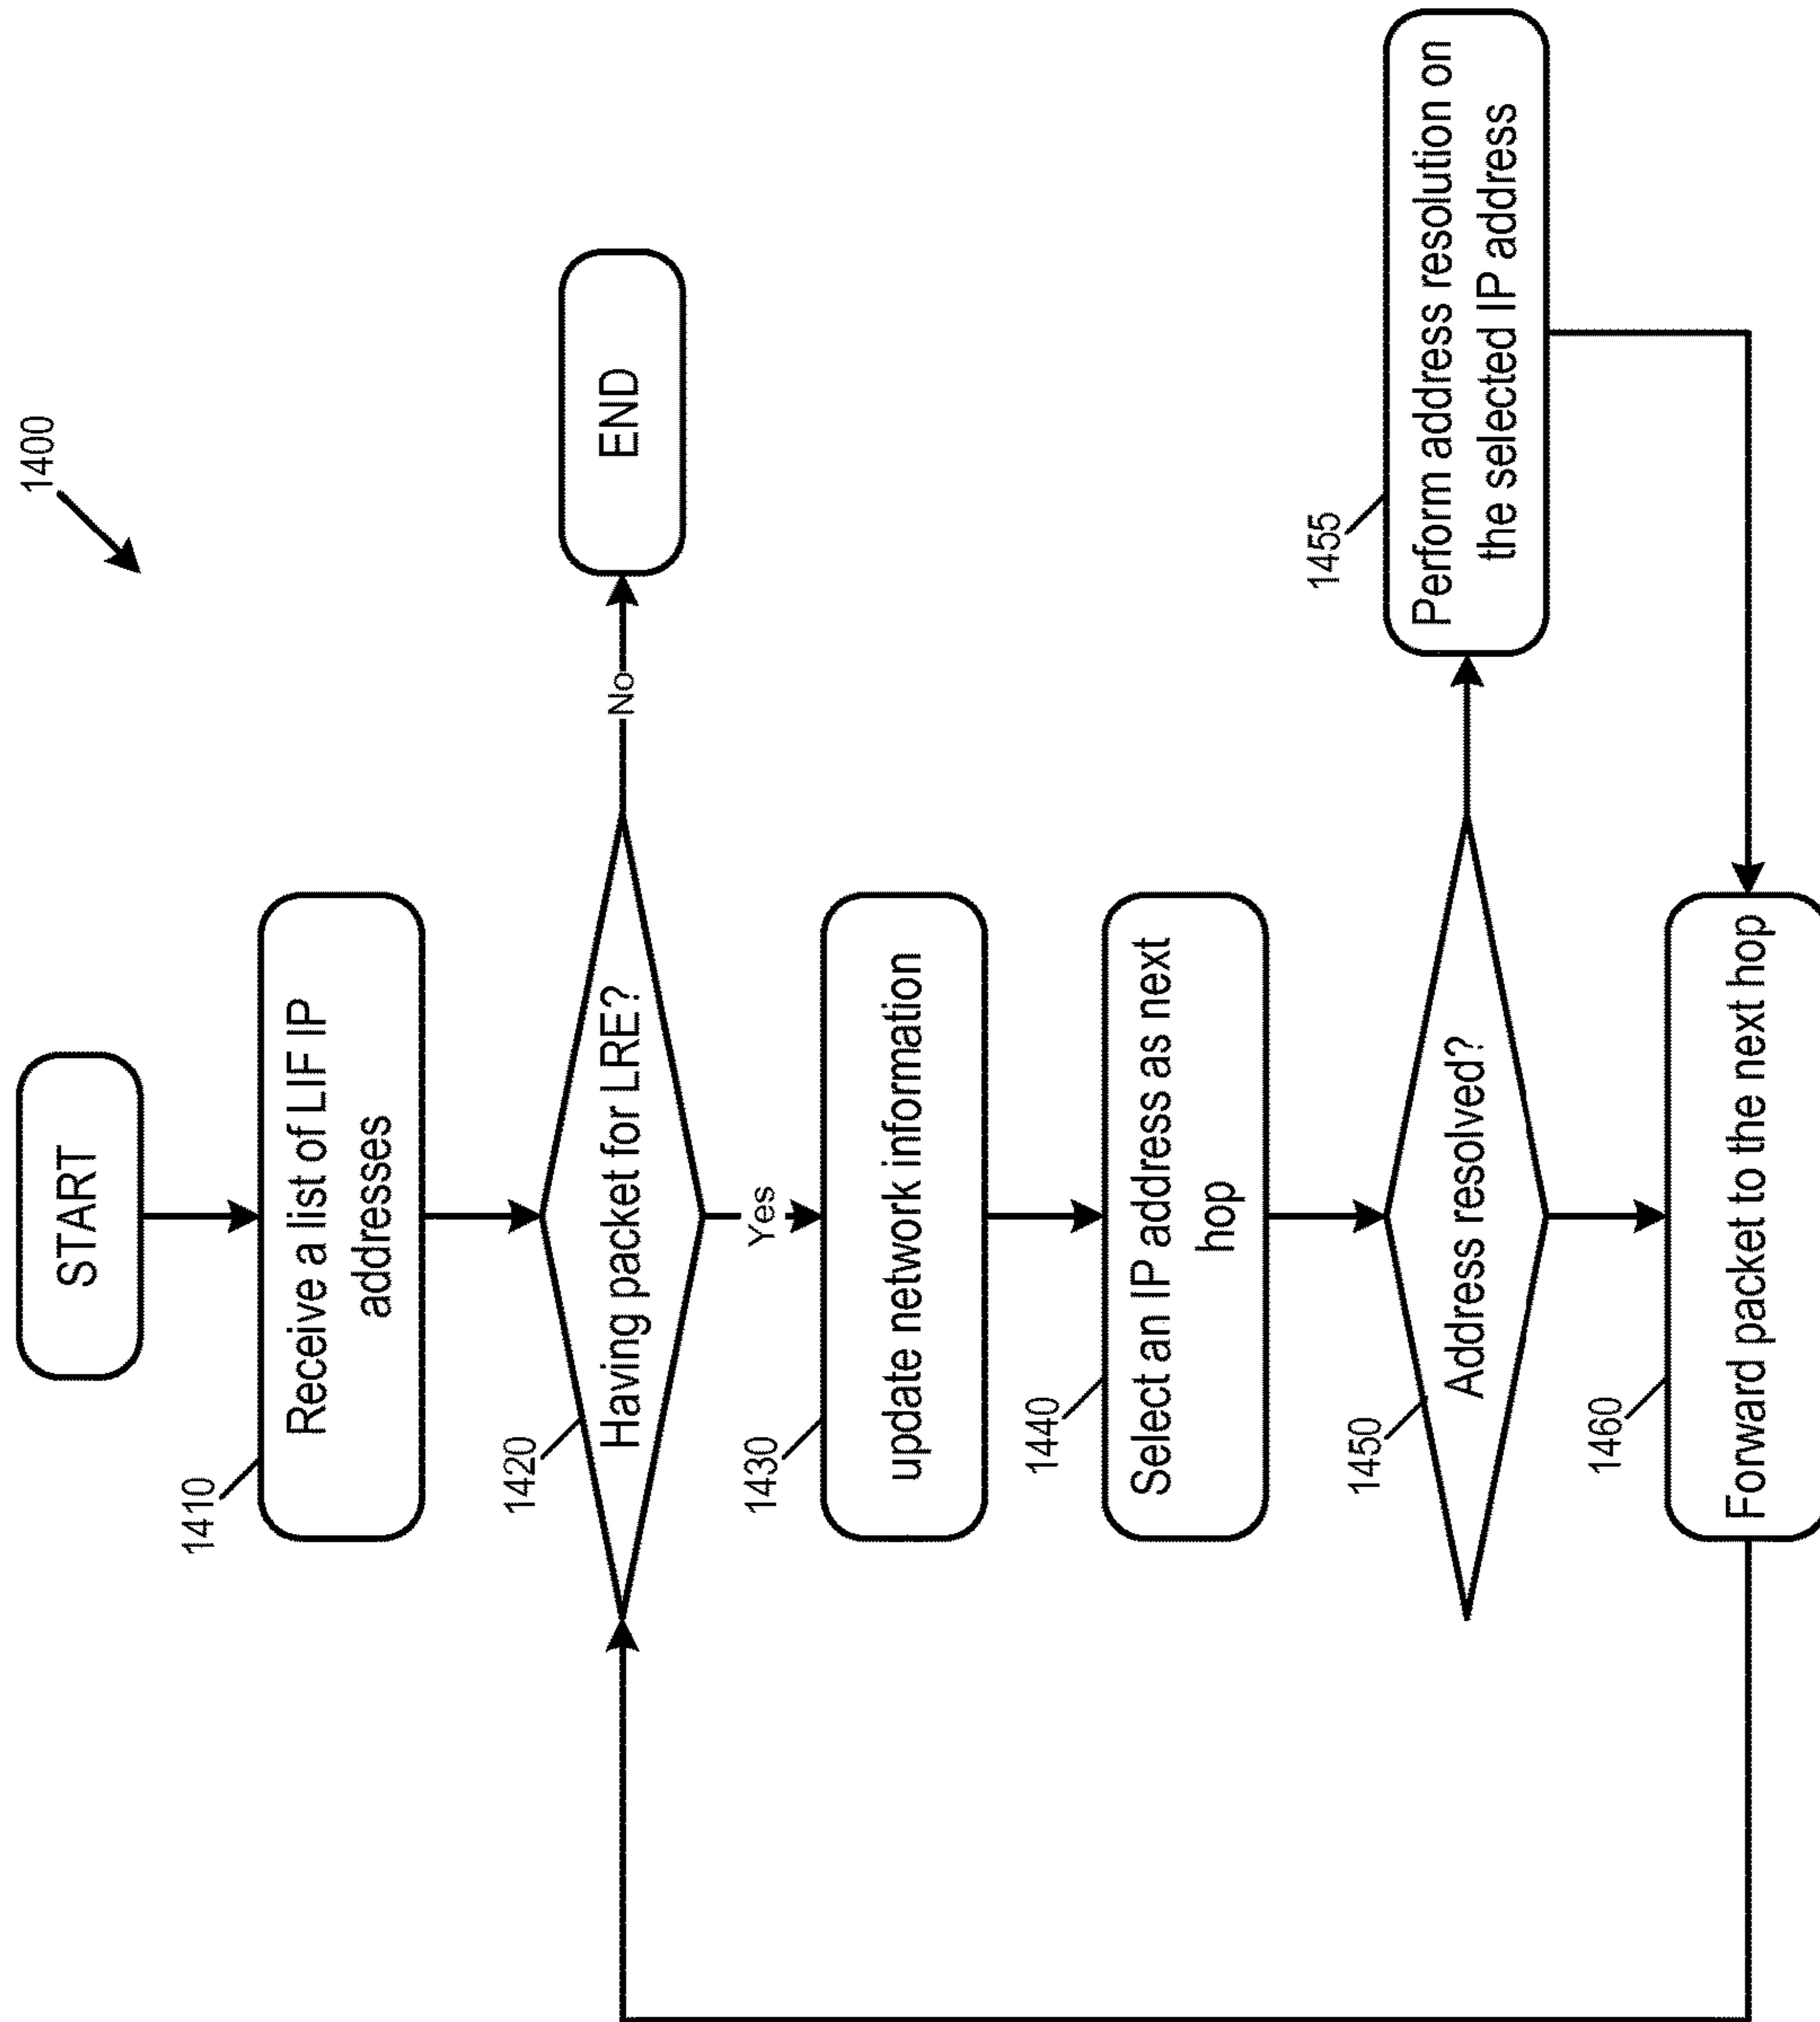 1400
START
1410
Receive a list of LIF IP
addresses
1420
Having packet for LRE?
No
END
Yes
1430
update network information
1440
Select an IP address as next
hop
1450
Address resolved?
1455
Perform address resolution on
the selected IP address
1460
Forward packet to the next hop